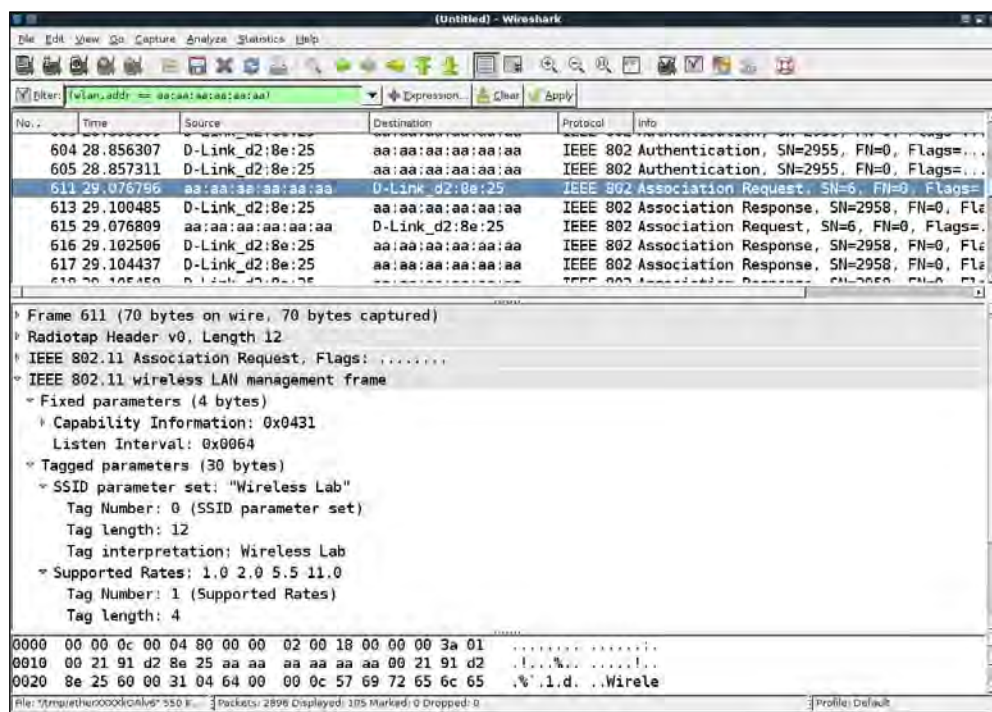 (Untitled) - Wireshark
File Edit View Go Capture Analyze Statistics Help
Filter: (wlan.addr == aa:aa:aa:aa:aa:aa) Expression... Clear Apply
No. . Time Source Destination Protocol Info
604 28.856307 D-Link_d2:8e:25 aa:aa:aa:aa:aa:aa IEEE 802 Authentication, SN=2955, FN=0, Flags=...
605 28.857311 D-Link_d2:8e:25 aa:aa:aa:aa:aa:aa IEEE 802 Authentication, SN=2955, FN=0, Flags=...
611 29.076796 aa:aa:aa:aa:aa:aa D-Link_d2:8e:25 IEEE 802 Association Request, SN=6, FN=0, Flags=
613 29.100485 D-Link_d2:8e:25 aa:aa:aa:aa:aa:aa IEEE 802 Association Response, SN=2958, FN=0, Fla
615 29.076809 aa:aa:aa:aa:aa:aa D-Link_d2:8e:25 IEEE 802 Association Request, SN=6, FN=0, Flags=.
616 29.102506 D-Link_d2:8e:25 aa:aa:aa:aa:aa:aa IEEE 802 Association Response, SN=2958, FN=0, Fla
617 29.104437 D-Link_d2:8e:25 aa:aa:aa:aa:aa:aa IEEE 802 Association Response, SN=2958, FN=0, Fla
Frame 611 (70 bytes on wire, 70 bytes captured)
Radiotap Header v0, Length 12
IEEE 802.11 Association Request, Flags: ........
IEEE 802.11 wireless LAN management frame
Fixed parameters (4 bytes)
Capability Information: 0x0431
Listen Interval: 0x0064
Tagged parameters (30 bytes)
SSID parameter set: "Wireless Lab"
Tag Number: 0 (SSID parameter set)
Tag length: 12
Tag interpretation: Wireless Lab
Supported Rates: 1.0 2.0 5.5 11.0
Tag Number: 1 (Supported Rates)
Tag length: 4
0000 00 00 0c 00 04 80 00 00 02 00 18 00 00 00 3a 01 ........ ......:.
0010 00 21 91 d2 8e 25 aa aa aa aa aa aa 00 21 91 d2 .!...%.. .....!..
0020 8e 25 60 00 31 04 64 00 00 0c 57 69 72 65 6c 65 .%`.1.d. ..Wirele
Packets: 2896 Displayed: 105 Marked: 0 Dropped: 0 Profile: Default